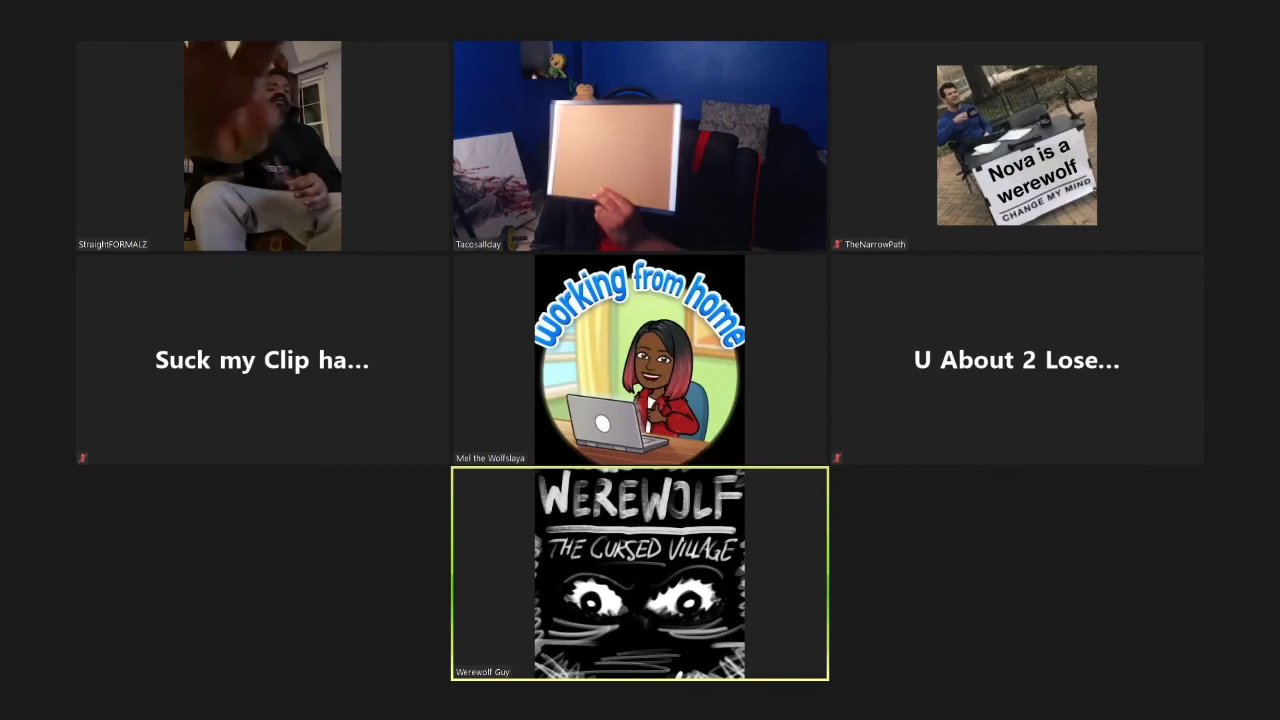 StraightFORMALZ
Tacosallday
Nova is a
werewolf
CHANGE MY MIND
TheNarrowPath
Suck my Clip ha...
working from home
Mel the Wolfslaya
U About 2 Lose...
WEREWOLF
THE CURSED VILLAGE
Werewolf Guy